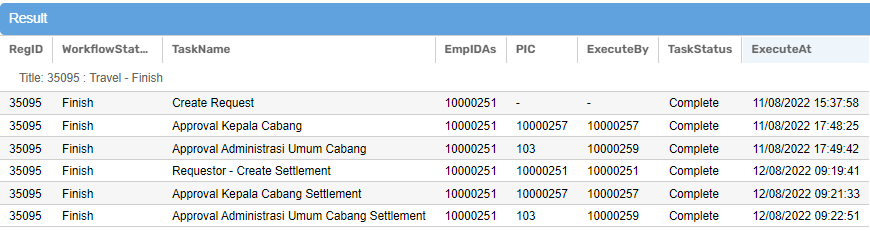 Result
RegID WorkflowStat... TaskName EmpIDAs PIC ExecuteBy TaskStatus ExecuteAt
Title: 35095 : Travel - Finish
35095 Finish Create Request 10000251 - - Complete 11/08/2022 15:37:58
35095 Finish Approval Kepala Cabang 10000251 10000257 10000257 Complete 11/08/2022 17:48:25
35095 Finish Approval Administrasi Umum Cabang 10000251 103 10000259 Complete 11/08/2022 17:49:42
35095 Finish Requestor - Create Settlement 10000251 10000251 10000251 Complete 12/08/2022 09:19:41
35095 Finish Approval Kepala Cabang Settlement 10000251 10000257 10000257 Complete 12/08/2022 09:21:33
35095 Finish Approval Administrasi Umum Cabang Settlement 10000251 103 10000259 Complete 12/08/2022 09:22:51